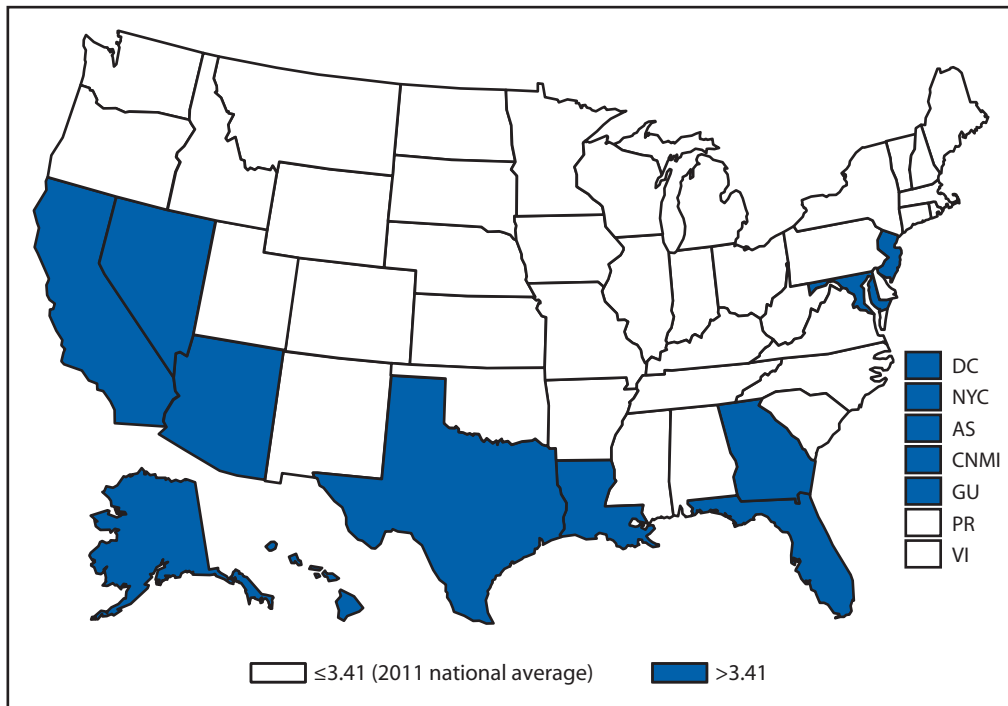 DC
NYC
AS
CNMI
GU
PR
VI
≤3.41 (2011 national average) >3.41